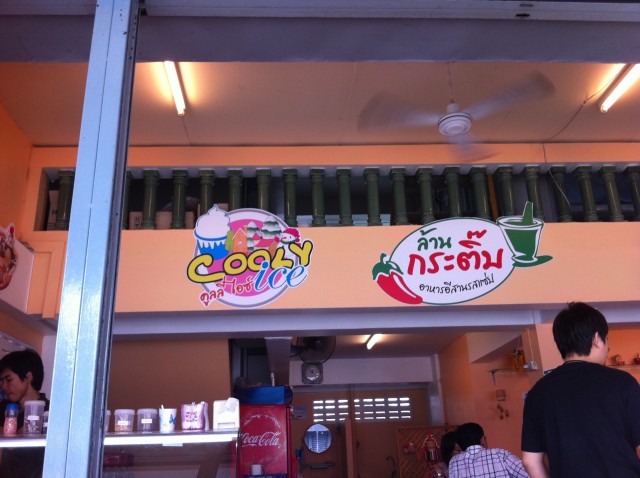 COOLY
ice
คูลลี่ ไอซ์
ล้าน
กระติ๊บ
อาหารอีสานรสแซ่บ
Coca-Cola